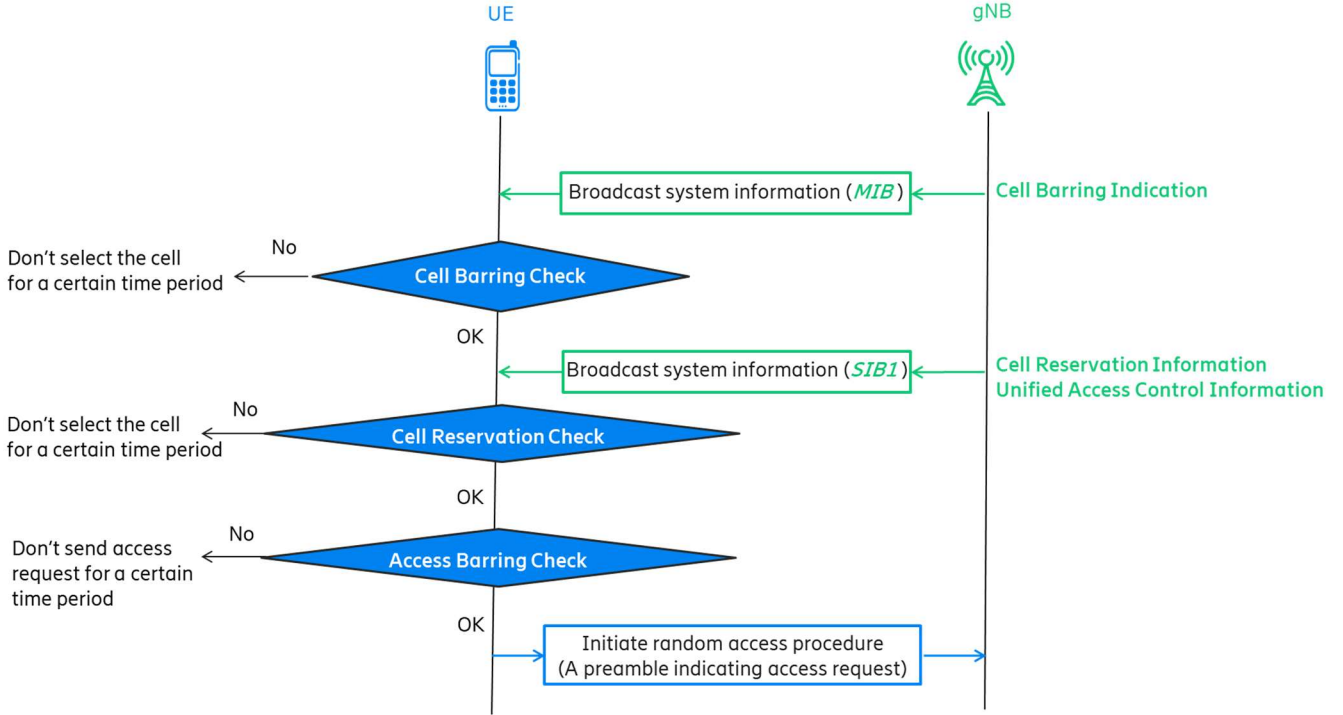 UE
gNB
Broadcast system information (MIB)
Cell Barring Indication
No
Don't select the cell
for a certain time period
Cell Barring Check
OK
Broadcast system information (SIB1)
Cell Reservation Information
Unified Access Control Information
No
Don't select the cell
for a certain time period
Cell Reservation Check
OK
No
Don't send access
request for a certain
time period
Access Barring Check
OK
Initiate random access procedure
(A preamble indicating access request)